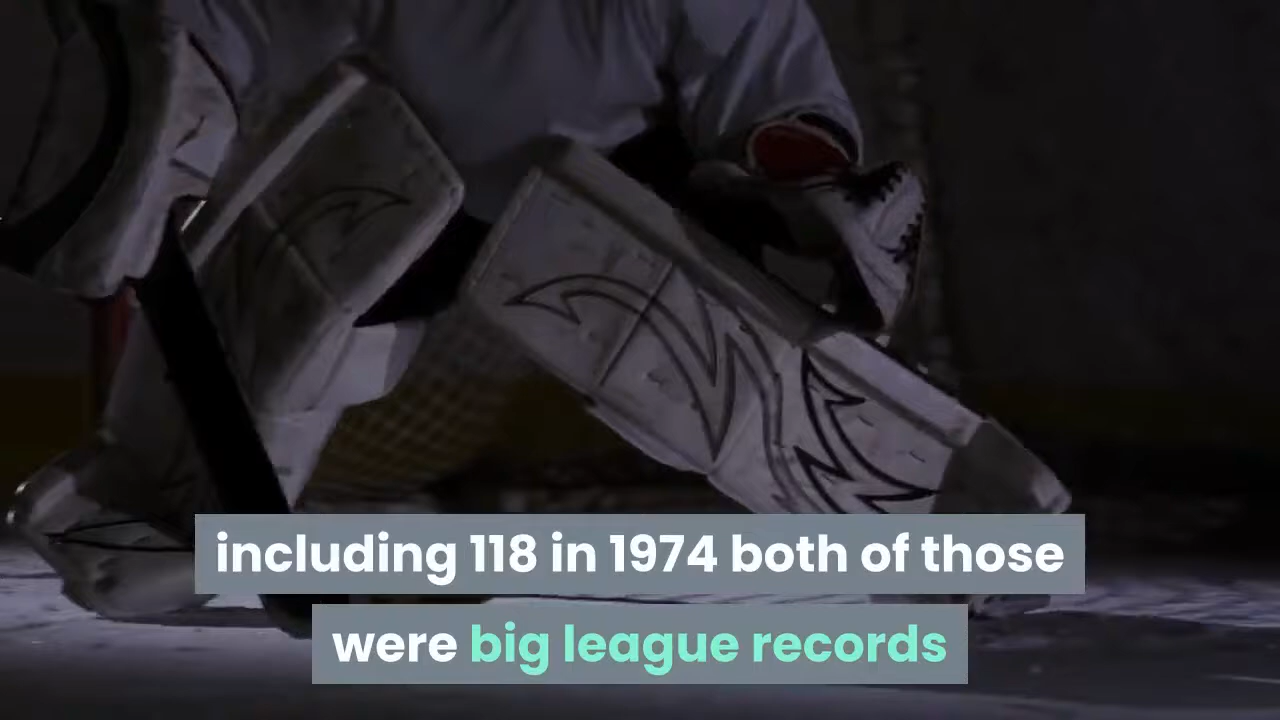 including 118 in 1974 both of those
were big league records